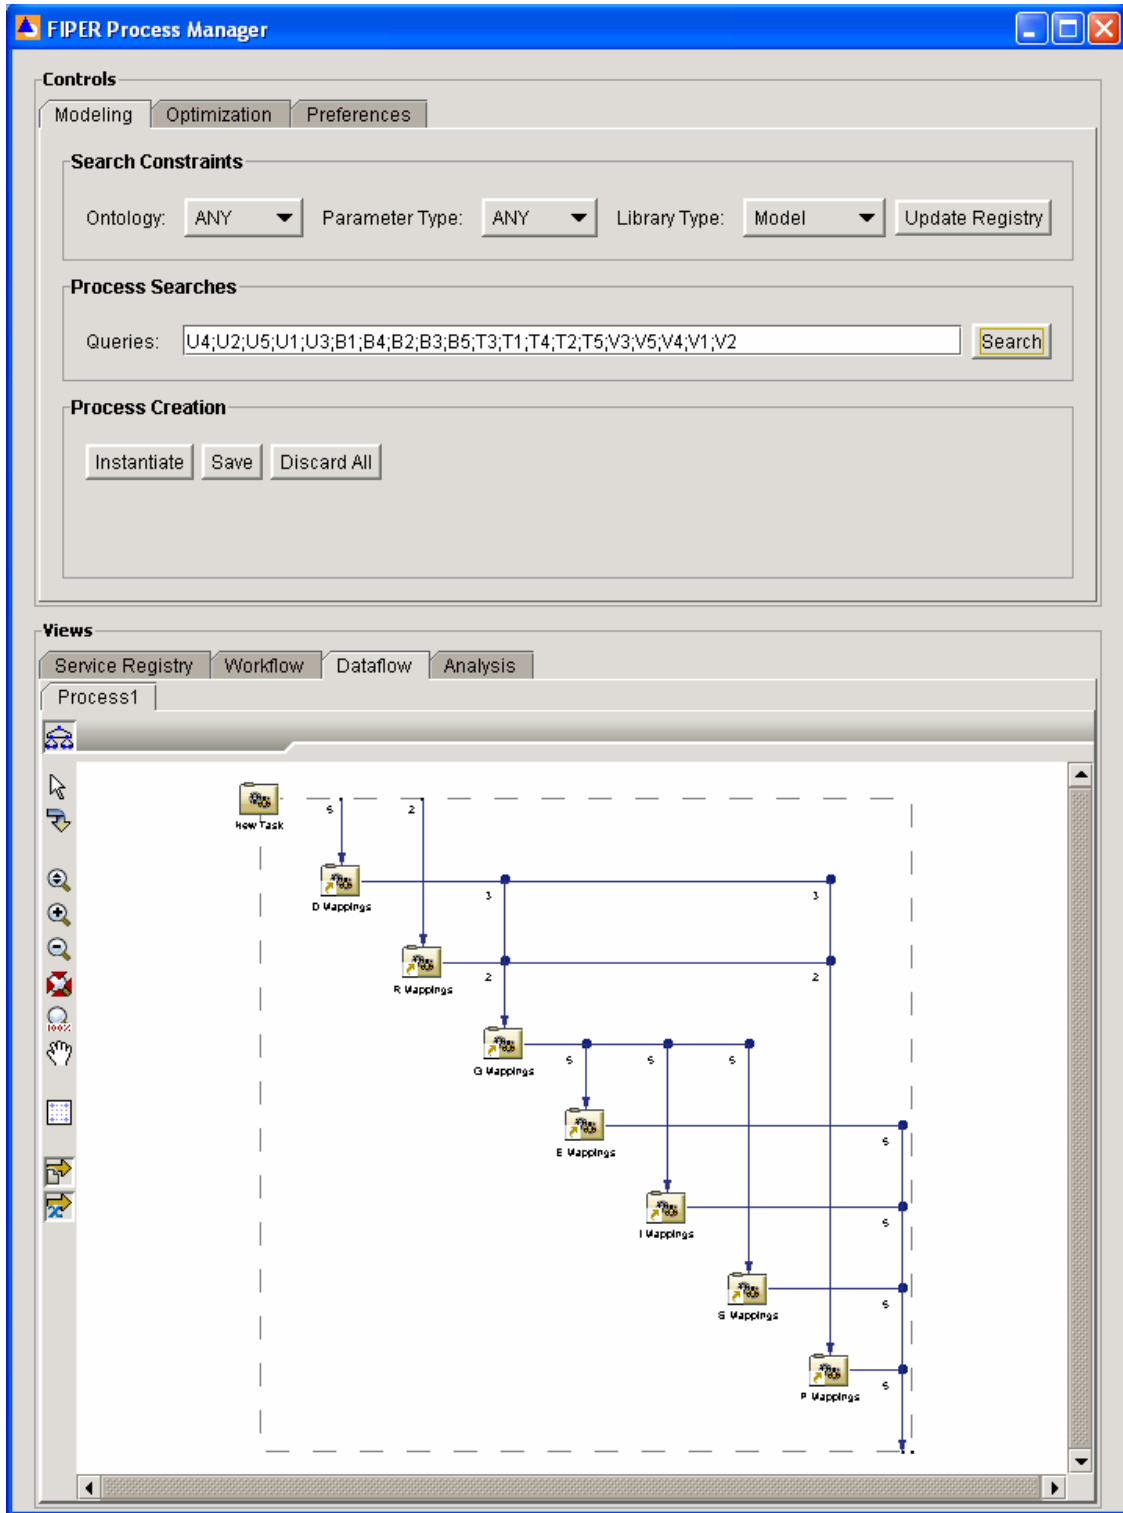 FIPER Process Manager
Controls
Modeling Optimization Preferences
Search Constraints
Ontology: ANY Parameter Type: ANY Library Type: Model Update Registry
Process Searches
Queries: U4;U2;U5;U1;U3;B1;B4;B2;B3;B5;T3;T1;T4;T2;T5;V3;V5;V4;V1;V2 Search
Process Creation
Instantiate Save Discard All
Views
Service Registry Workflow Dataflow Analysis
Process1
New Task
5 2
D Mappings
3 3
R Mappings
2 2
G Mappings
5 5 5
E Mappings
5
I Mappings
5
S Mappings
5
P Mappings
5
100%